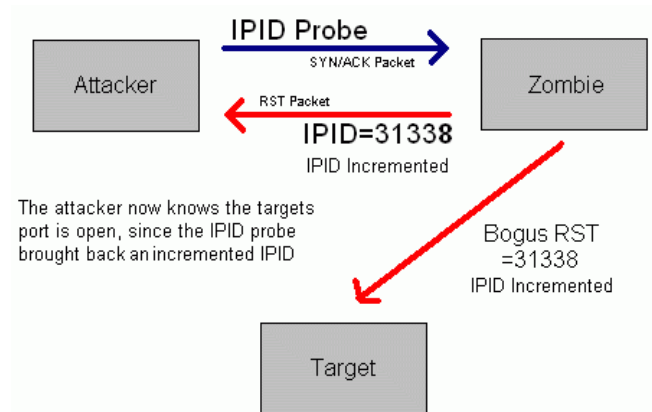 IPID Probe
SYN/ACK Packet
Attacker
Zombie
RST Packet
IPID=31338
IPID Incremented
The attacker now knows the targets
port is open, since the IPID probe
brought back an incremented IPID
Bogus RST
=31338
IPID Incremented
Target